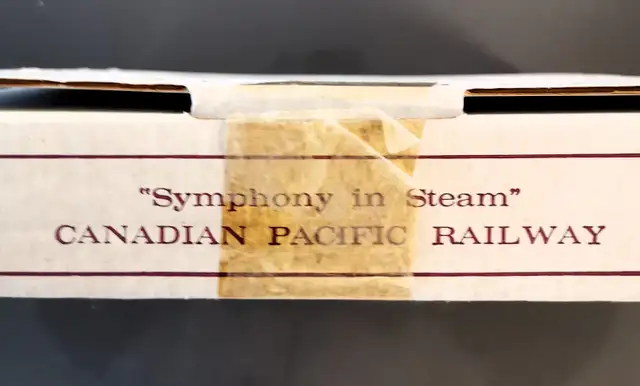 "Symphony in Steam"
CANADIAN PACIFIC RAILWAY